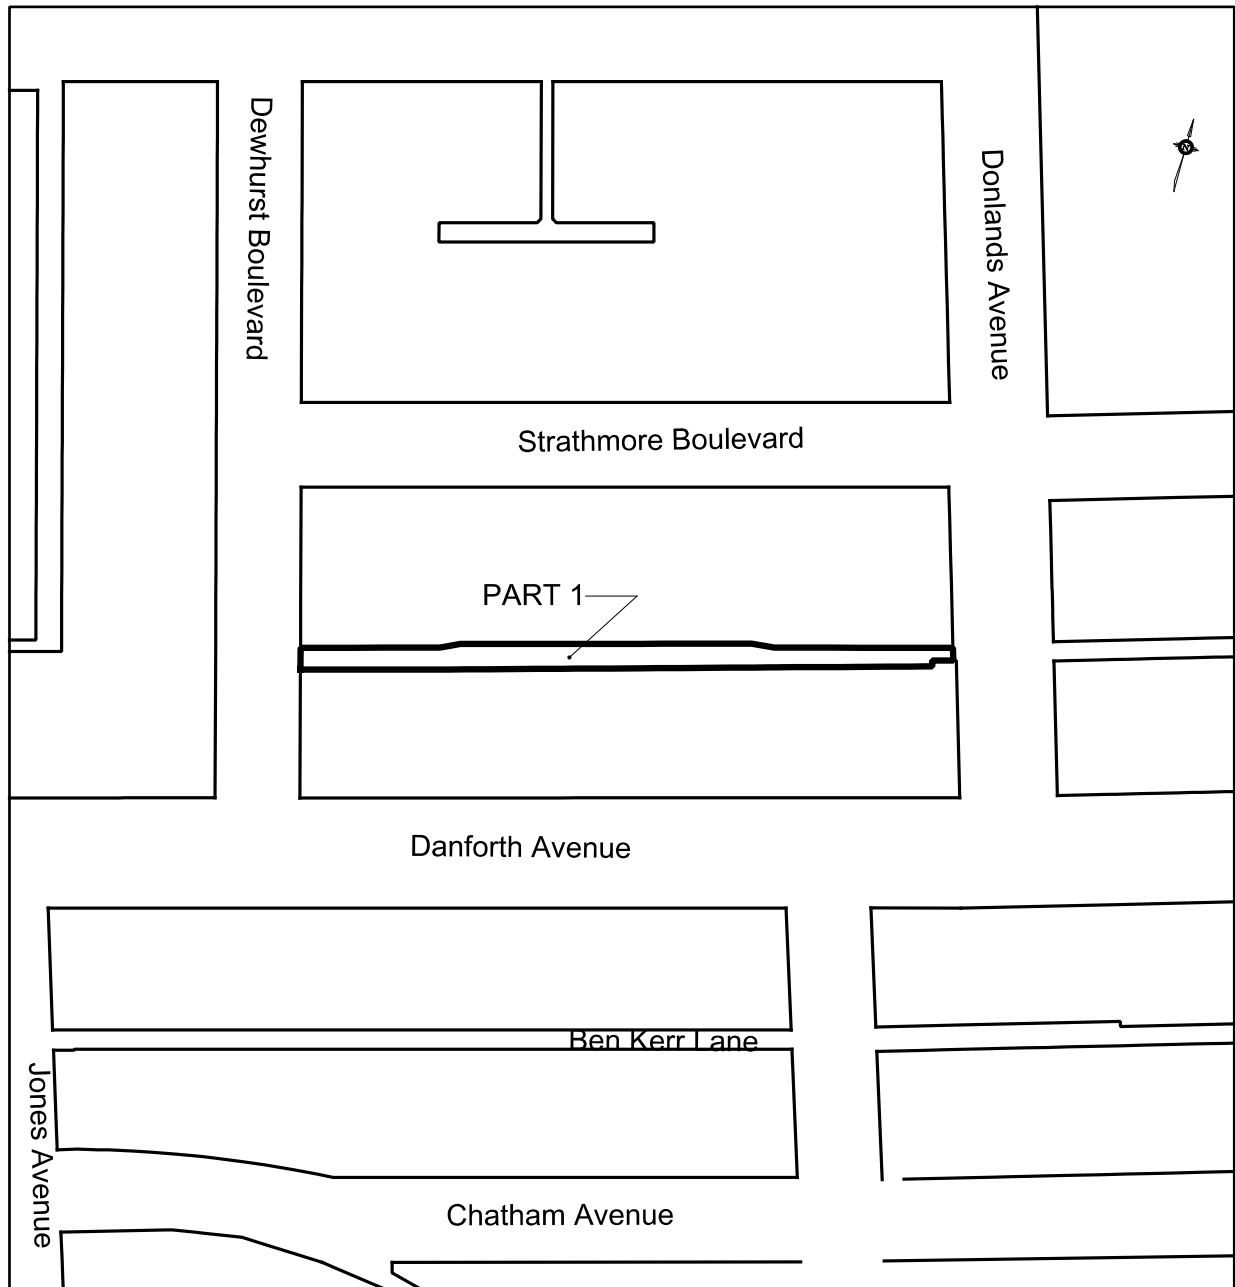 Dewhurst Boulevard
Donlands Avenue
Strathmore Boulevard
PART 1
Danforth Avenue
Ben Kerr Lane
Jones Avenue
Chatham Avenue